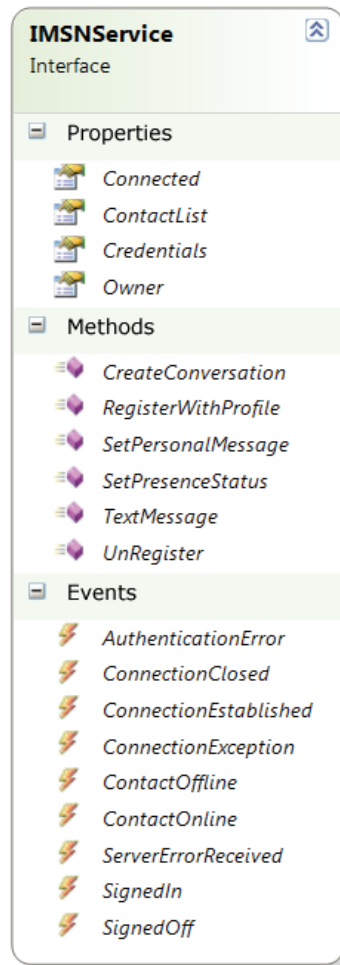 IMSNService
Interface
Properties
Connected
ContactList
Credentials
Owner
Methods
CreateConversation
RegisterWithProfile
SetPersonalMessage
SetPresenceStatus
TextMessage
UnRegister
Events
AuthenticationError
ConnectionClosed
ConnectionEstablished
ConnectionException
ContactOffline
ContactOnline
ServerErrorReceived
SignedIn
SignedOff